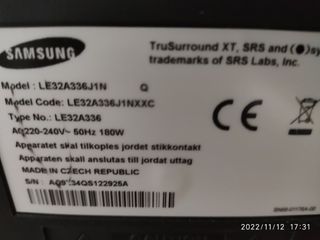 SAMSUNG
TruSurround XT, SRS and (●) sy
trademarks of SRS Labs, Inc.
Model : LE32A336J1N Q
Model Code: LE32A336J1NXXC
Type No.: LE32A336
AC220-240V~ 50Hz 180W
Apparatet skal tilkoples jordet stikkontakt
Apparaten skall anslutas till jordat uttag
MADE IN CZECH REPUBLIC
S/N :
2022/11/12 17:31